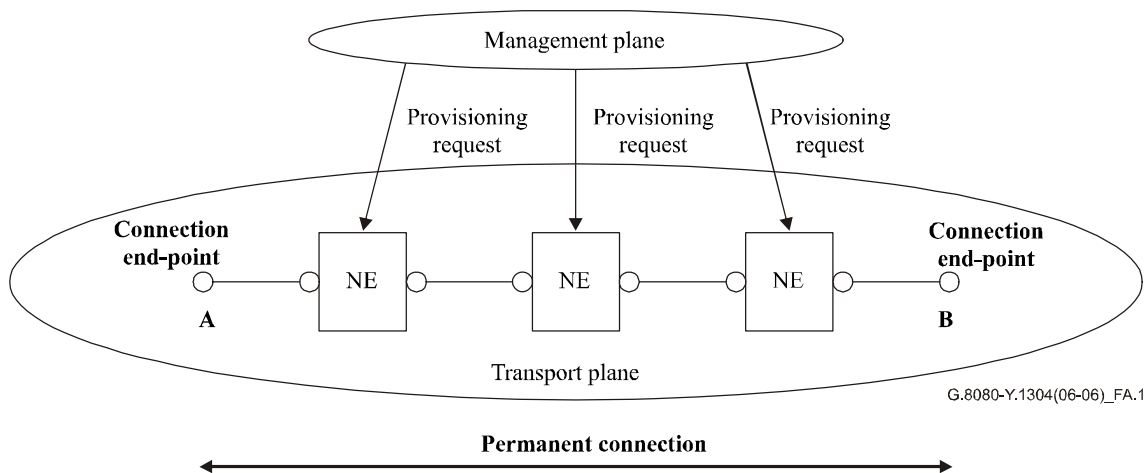 Management plane
Provisioning
request
Provisioning
request
Provisioning
request
Connection
end-point
Connection
end-point
NE
NE
NE
A
B
Transport plane
G.8080-Y.1304(06-06)_FA.1
Permanent connection